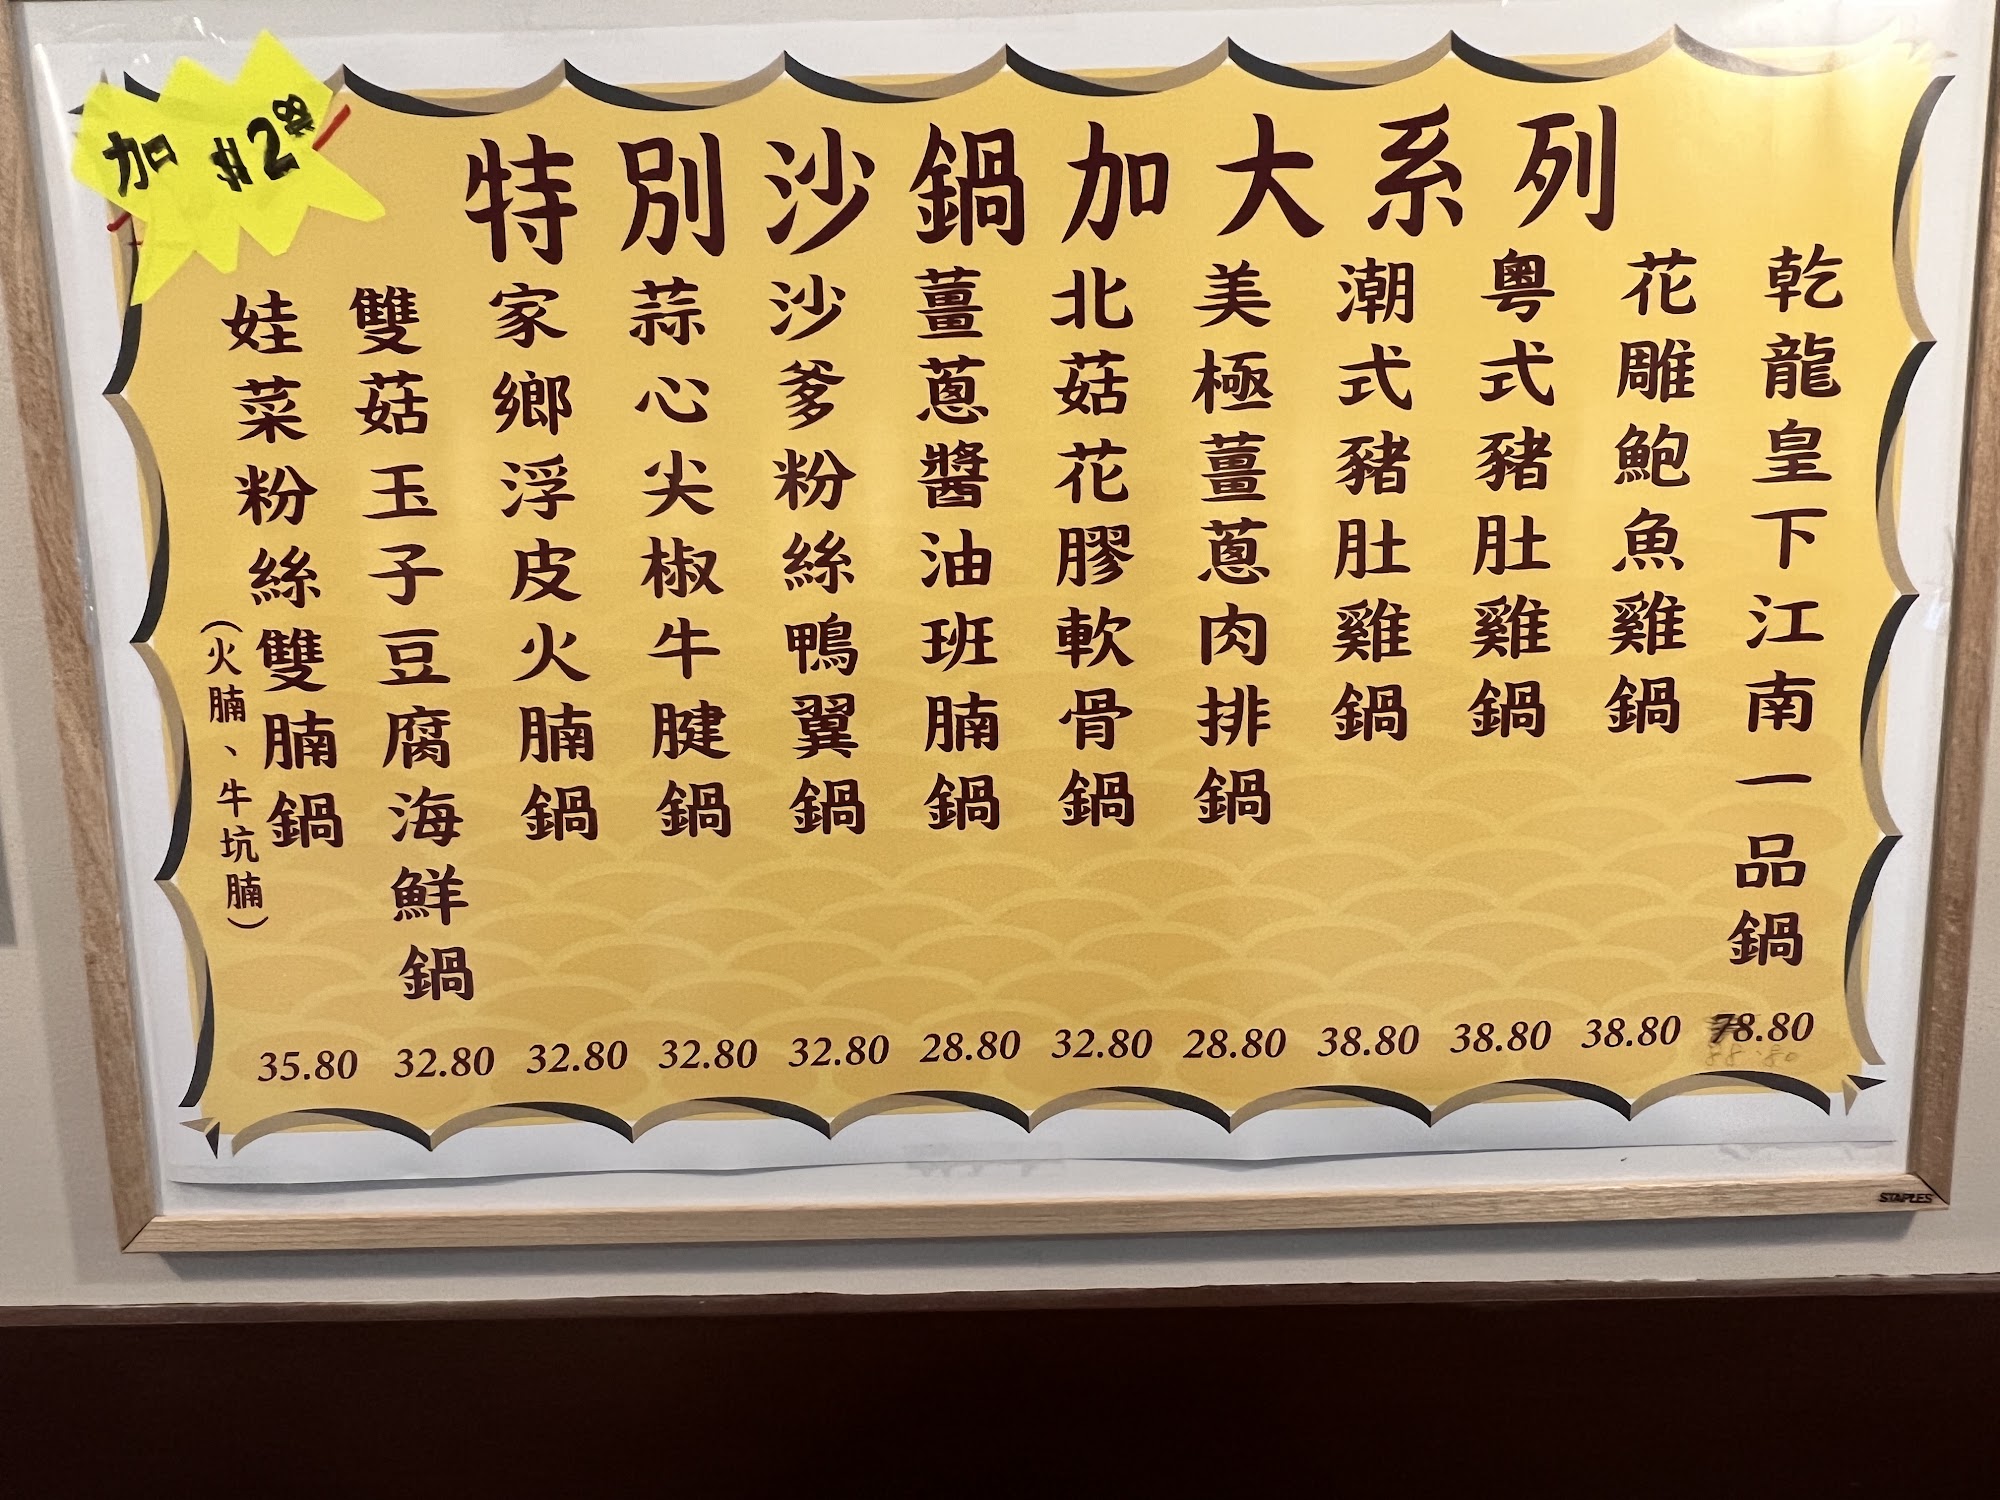 加 $2.88
特別沙鍋加大系列
乾龍皇下江南一品鍋 78.80
88.80
花雕鮑魚雞鍋 38.80
粵式豬肚雞鍋 38.80
潮式豬肚雞鍋 38.80
美極薑蔥肉排鍋 28.80
北菇花膠軟骨鍋 32.80
薑蔥醬油班腩鍋 28.80
沙爹粉絲鴨翼鍋 32.80
蒜心尖椒牛腱鍋 32.80
家鄉浮皮火腩鍋 32.80
雙菇玉子豆腐海鮮鍋 32.80
娃菜粉絲雙腩鍋 35.80
(火腩、牛坑腩)
STAPLES